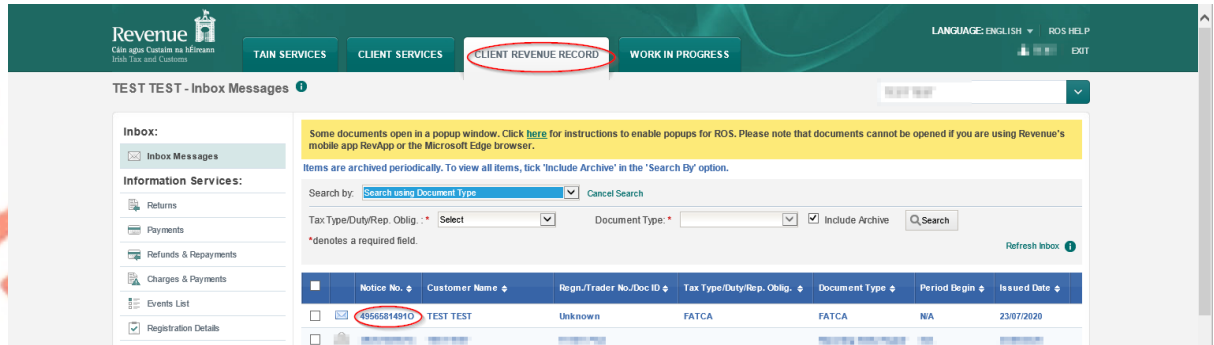 Revenue
Cáin agus Custaim na hÉireann
Irish Tax and Customs
TAIN SERVICES
CLIENT SERVICES
CLIENT REVENUE RECORD
WORK IN PROGRESS
LANGUAGE: ENGLISH
ROS HELP
EXIT
TEST TEST - Inbox Messages
Inbox:
Inbox Messages
Information Services:
Returns
Payments
Refunds & Repayments
Charges & Payments
Events List
Registration Details
Some documents open in a popup window. Click here for instructions to enable popups for ROS. Please note that documents cannot be opened if you are using Revenue's
mobile app RevApp or the Microsoft Edge browser.
Items are archived periodically. To view all items, tick 'Include Archive' in the 'Search By' option.
Search by: Search using Document Type Cancel Search
Tax Type/Duty/Rep. Oblig. :* Select Document Type: * Include Archive Search
*denotes a required field.
Refresh Inbox
Notice No. Customer Name Regn./Trader No./Doc ID Tax Type/Duty/Rep. Oblig. Document Type Period Begin Issued Date
4956581491O TEST TEST Unknown FATCA FATCA N/A 23/07/2020